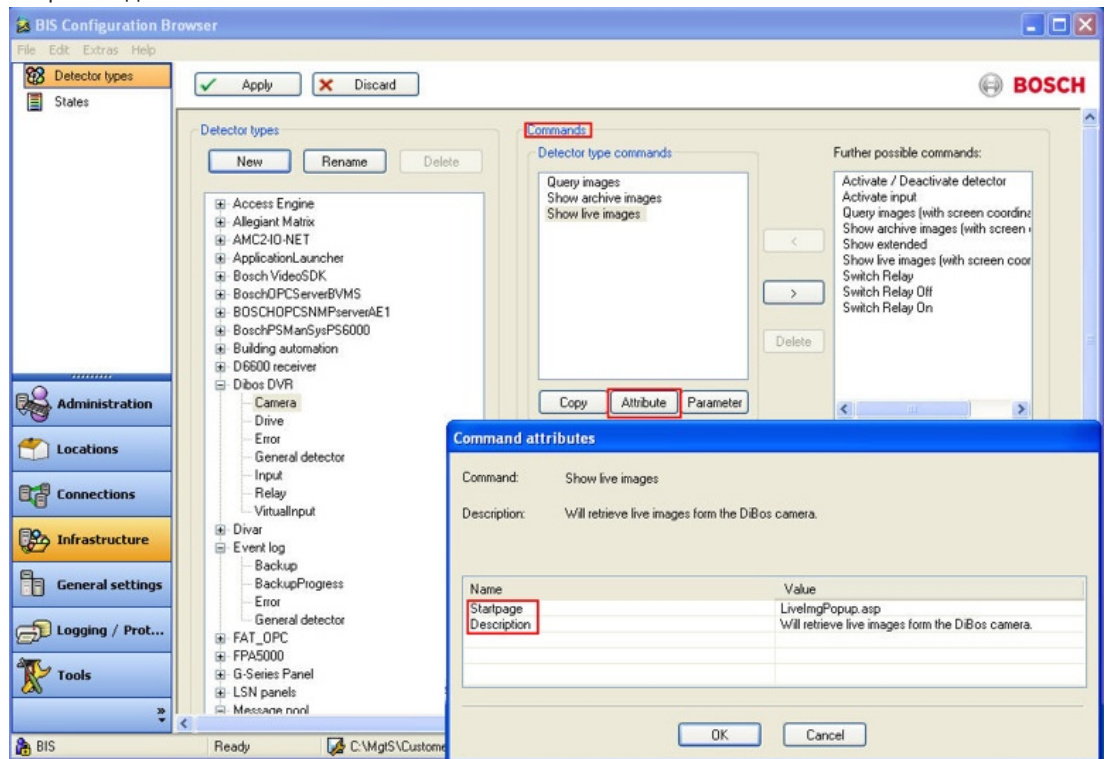 BIS Configuration Browser
File Edit Extras Help
Detector types
States
Apply
Discard
BOSCH
Detector types
New
Rename
Delete
Access Engine
Allegiant Matrix
AMC2-IO-NET
ApplicationLauncher
Bosch VideoSDK
BoschOPCServerBVMS
BOSCHOPCSNMPserverAE1
BoschPSManSysPS6000
Building automation
D6600 receiver
Dibos DVR
Camera
Drive
Error
General detector
Input
Relay
VirtualInput
Divar
Event log
Backup
BackupProgress
Error
General detector
FAT_OPC
FPA5000
G-Series Panel
LSN panels
Message pool
Commands
Detector type commands
Query images
Show archive images
Show live images
<
>
Delete
Copy
Attribute
Parameter
Further possible commands:
Activate / Deactivate detector
Activate input
Query images (with screen coordina
Show archive images (with screen
Show extended
Show live images (with screen coor
Switch Relay
Switch Relay Off
Switch Relay On
Administration
Locations
Connections
Infrastructure
General settings
Logging / Prot...
Tools
»
Command attributes
Command: Show live images
Description: Will retrieve live images form the DiBos camera.
Name Value
Startpage LiveImgPopup.asp
Description Will retrieve live images form the DiBos camera.
OK
Cancel
BIS
Ready
C:\MgtS\Custome